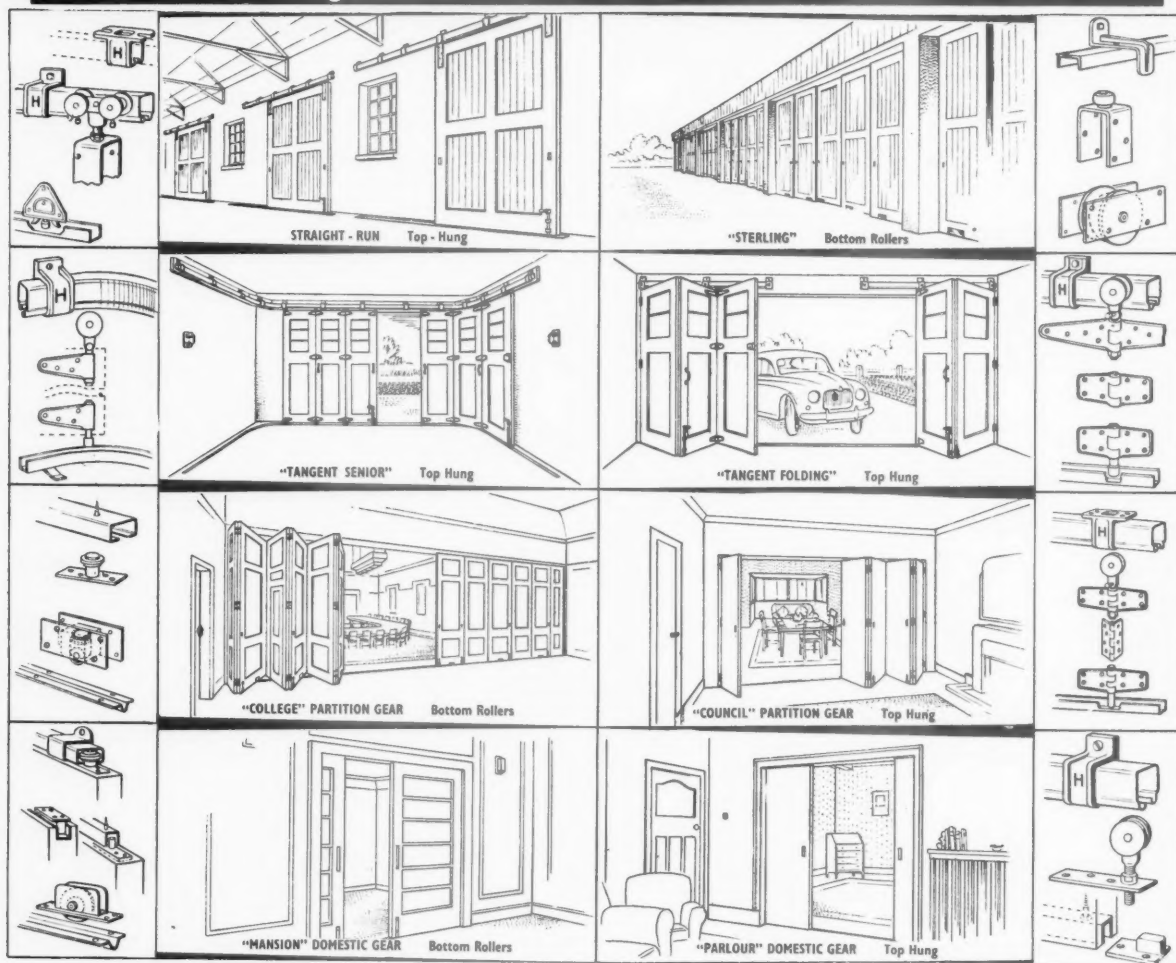 H
H
STRAIGHT - RUN Top - Hung
"STERLING" Bottom Rollers
H
"TANGENT SENIOR" Top Hung
"TANGENT FOLDING" Top Hung
H
"COLLEGE" PARTITION GEAR Bottom Rollers
"COUNCIL" PARTITION GEAR Top Hung
H
"MANSION" DOMESTIC GEAR Bottom Rollers
"PARLOUR" DOMESTIC GEAR Top Hung
H